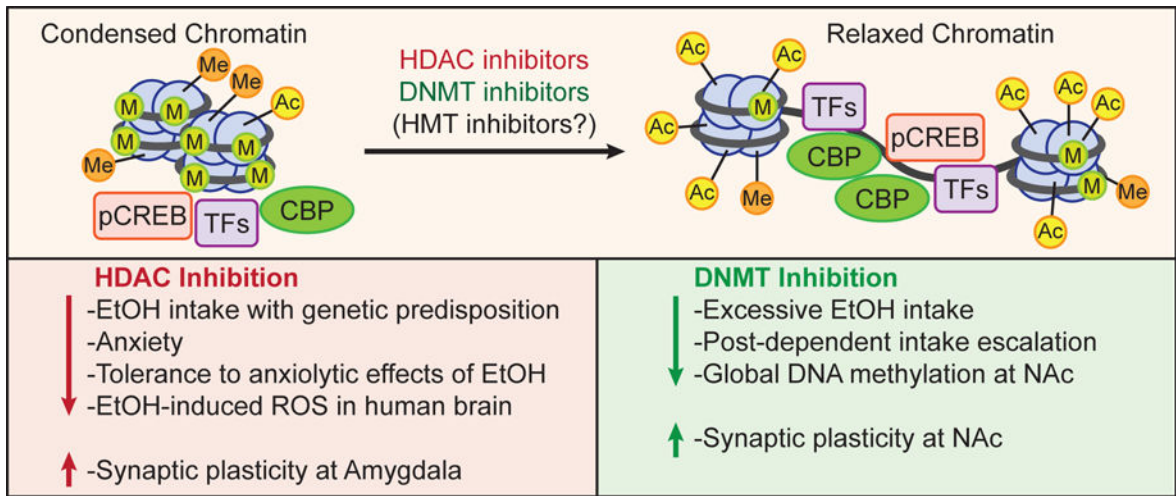 Condensed Chromatin
Relaxed Chromatin
HDAC inhibitors
DNMT inhibitors
(HMT inhibitors?)
Me
Me
Ac
M
M
M
M
M
M
M
M
M
Me
pCREB
TFs
CBP
Ac
Ac
Ac
M
Ac
Me
TFs
CBP
pCREB
CBP
TFs
Ac
Ac
Ac
M
M
Me
Ac
HDAC Inhibition
-EtOH intake with genetic predisposition
-Anxiety
-Tolerance to anxiolytic effects of EtOH
-EtOH-induced ROS in human brain
-Synaptic plasticity at Amygdala
DNMT Inhibition
-Excessive EtOH intake
-Post-dependent intake escalation
-Global DNA methylation at NAc
-Synaptic plasticity at NAc